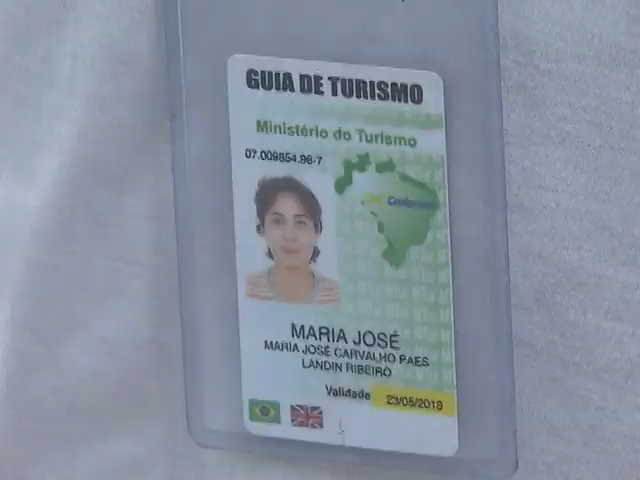 GUIA DE TURISMO
Ministério do Turismo
07.009854.96-7
MARIA JOSÉ
MARIA JOSÉ CARVALHO PAES
LANDIN RIBEIRO
Validade 23/05/2019